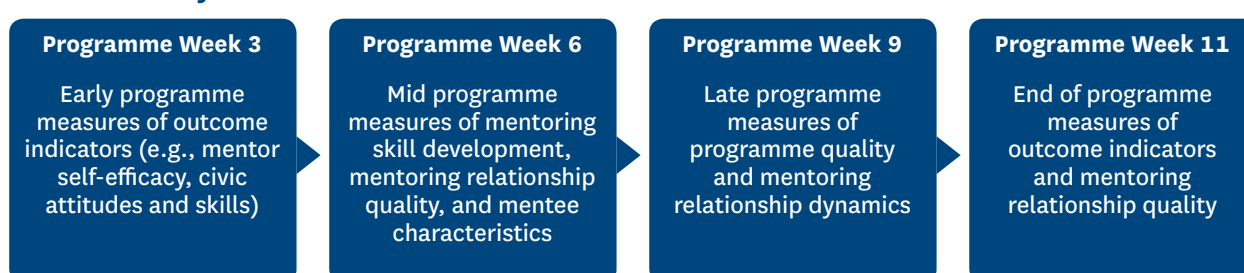 Programme Week 3
Early programme
measures of outcome
indicators (e.g., mentor
self-efficacy, civic
attitudes and skills)
Programme Week 6
Mid programme
measures of mentoring
skill development,
mentoring relationship
quality, and mentee
characteristics
Programme Week 9
Late programme
measures of
programme quality
and mentoring
relationship dynamics
Programme Week 11
End of programme
measures of
outcome indicators
and mentoring
relationship quality